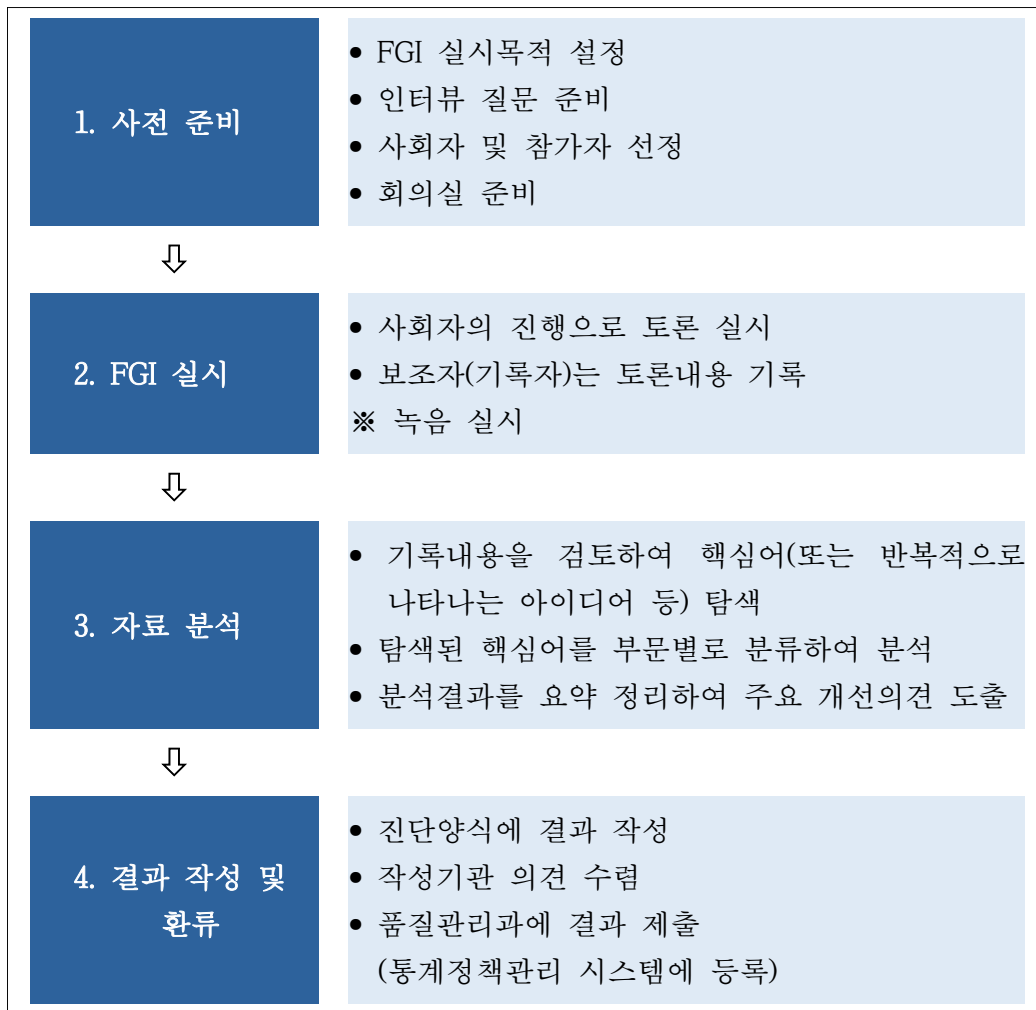 1. 사전 준비
• FGI 실시목적 설정
• 인터뷰 질문 준비
• 사회자 및 참가자 선정
• 회의실 준비
⇩
2. FGI 실시
• 사회자의 진행으로 토론 실시
• 보조자(기록자)는 토론내용 기록
※ 녹음 실시
⇩
3. 자료 분석
• 기록내용을 검토하여 핵심어(또는 반복적으로
나타나는 아이디어 등) 탐색
• 탐색된 핵심어를 부문별로 분류하여 분석
• 분석결과를 요약 정리하여 주요 개선의견 도출
⇩
4. 결과 작성 및
환류
• 진단양식에 결과 작성
• 작성기관 의견 수렴
• 품질관리과에 결과 제출
(통계정책관리 시스템에 등록)